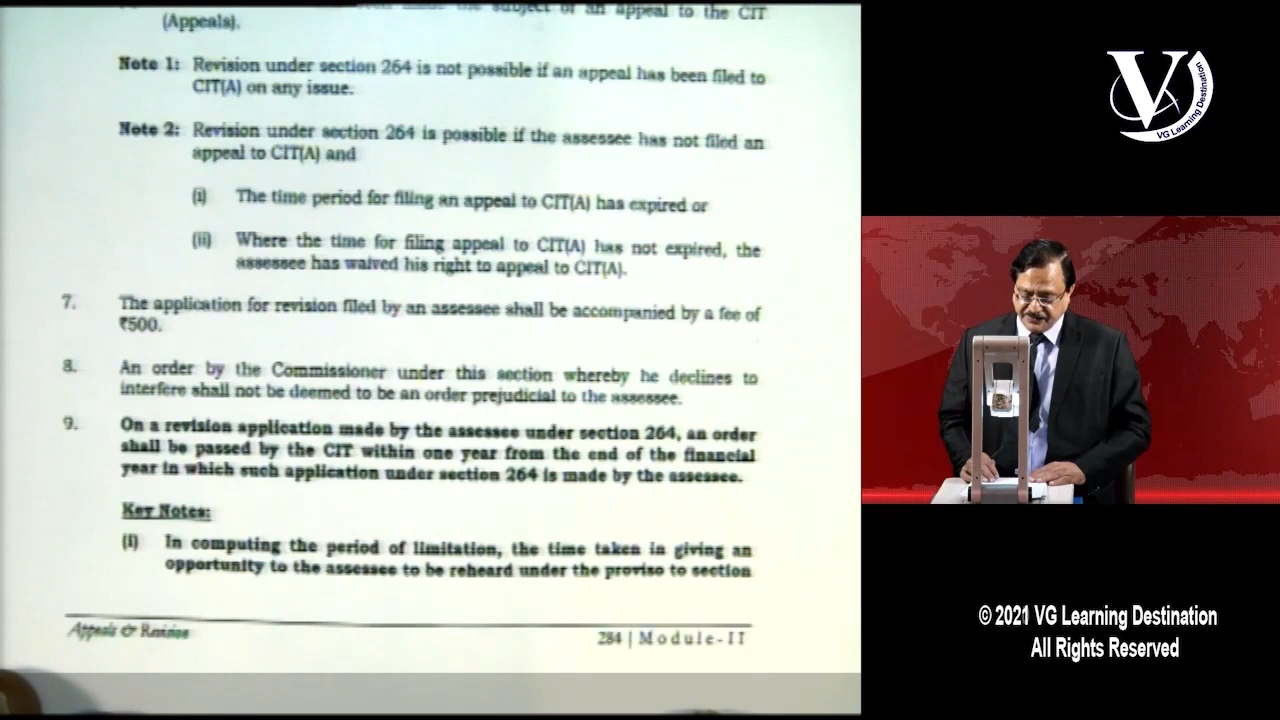 made the subject of an appeal to the CIT
(Appeals).
Note 1: Revision under section 264 is not possible if an appeal has been filed to
CIT(A) on any issue.
Note 2: Revision under section 264 is possible if the assessee has not filed an
appeal to CIT(A) and
(i) The time period for filing an appeal to CIT(A) has expired or
(ii) Where the time for filing appeal to CIT(A) has not expired, the
assessee has waived his right to appeal to CIT(A).
7. The application for revision filed by an assessee shall be accompanied by a fee of
₹500.
8. An order by the Commissioner under this section whereby he declines to
interfere shall not be deemed to be an order prejudicial to the assessee.
9. On a revision application made by the assessee under section 264, an order
shall be passed by the CIT within one year from the end of the financial
year in which such application under section 264 is made by the assessee.
Key Notes:
(i) In computing the period of limitation, the time taken in giving an
opportunity to the assessee to be reheard under the proviso to section
Appeals & Revision
284 | Module-II
V
VG Learning Destination
© 2021 VG Learning Destination
All Rights Reserved